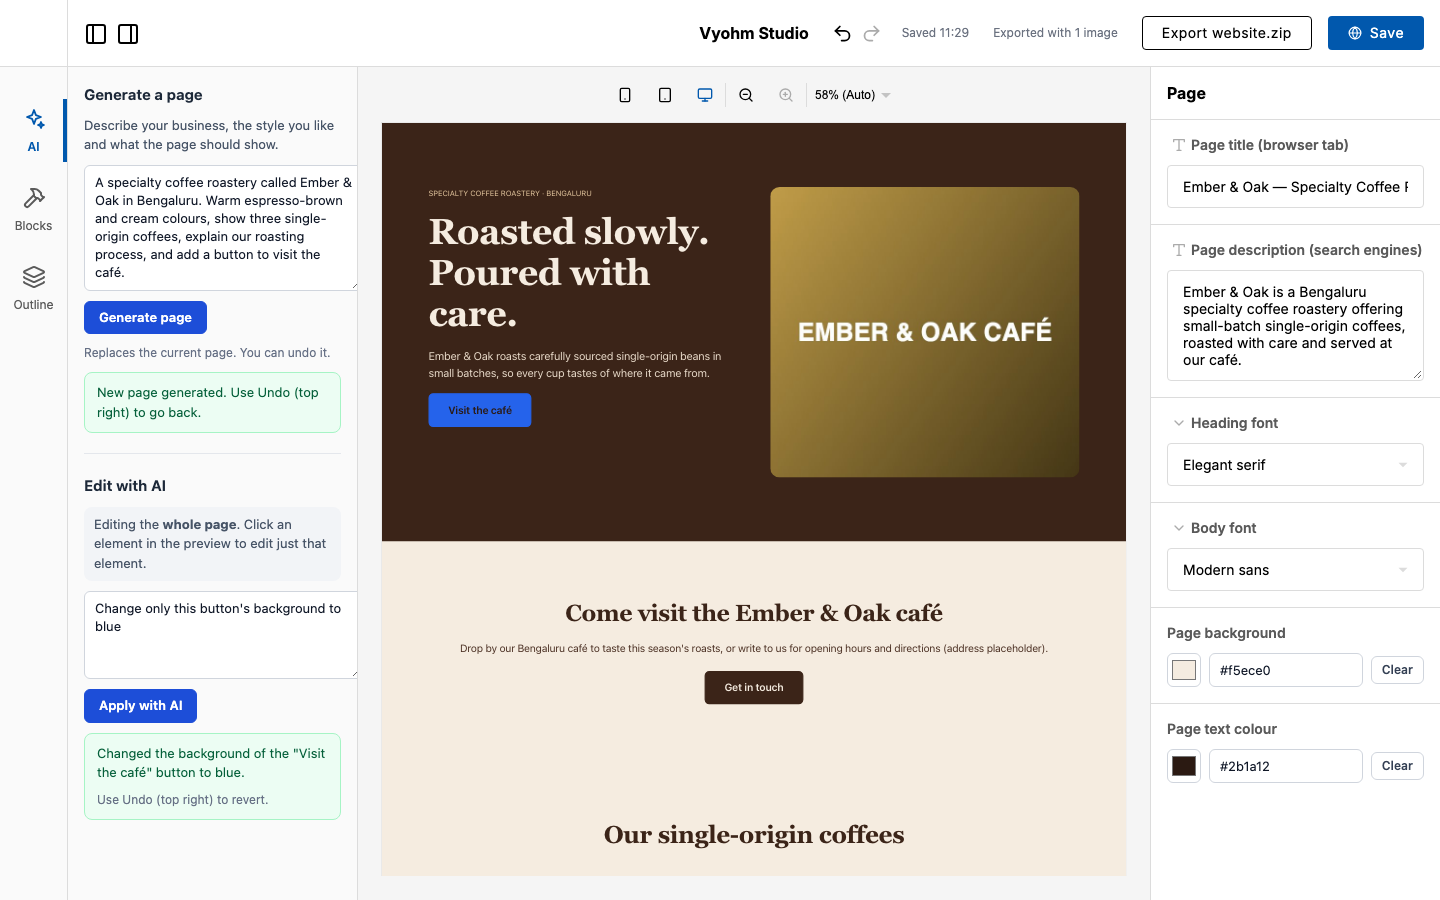 Vyohm Studio
Saved 11:29
Exported with 1 image
Export website.zip
Save
AI
Blocks
Outline
Generate a page
Describe your business, the style you like
and what the page should show.
A specialty coffee roastery called Ember &
Oak in Bengaluru. Warm espresso-brown
and cream colours, show three single-
origin coffees, explain our roasting
process, and add a button to visit the
café.
Generate page
Replaces the current page. You can undo it.
New page generated. Use Undo (top
right) to go back.
Edit with AI
Editing the whole page. Click an
element in the preview to edit just that
element.
Change only this button's background to
blue
Apply with AI
Changed the background of the "Visit
the café" button to blue.
Use Undo (top right) to revert.
58% (Auto)
SPECIALTY COFFEE ROASTERY · BENGALURU
Roasted slowly.
Poured with
care.
Ember & Oak roasts carefully sourced single-origin beans in
small batches, so every cup tastes of where it came from.
Visit the café
EMBER & OAK CAFÉ
Come visit the Ember & Oak café
Drop by our Bengaluru café to taste this season's roasts, or write to us for opening hours and directions (address placeholder).
Get in touch
Our single-origin coffees
Page
Page title (browser tab)
Ember & Oak — Specialty Coffee
Page description (search engines)
Ember & Oak is a Bengaluru
specialty coffee roastery offering
small-batch single-origin coffees,
roasted with care and served at
our café.
Heading font
Elegant serif
Body font
Modern sans
Page background
#f5ece0
Clear
Page text colour
#2b1a12
Clear